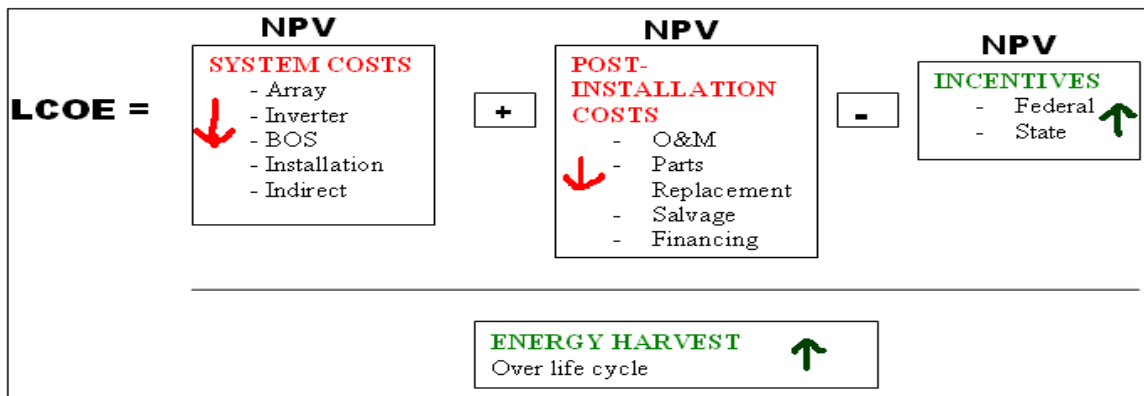 NPV
SYSTEM COSTS
- Array
- Inverter
- BOS
- Installation
- Indirect
LCOE =
+
NPV
POST-
INSTALLATION
COSTS
- O&M
- Parts
Replacement
- Salvage
- Financing
-
NPV
INCENTIVES
- Federal
- State
ENERGY HARVEST
Over life cycle